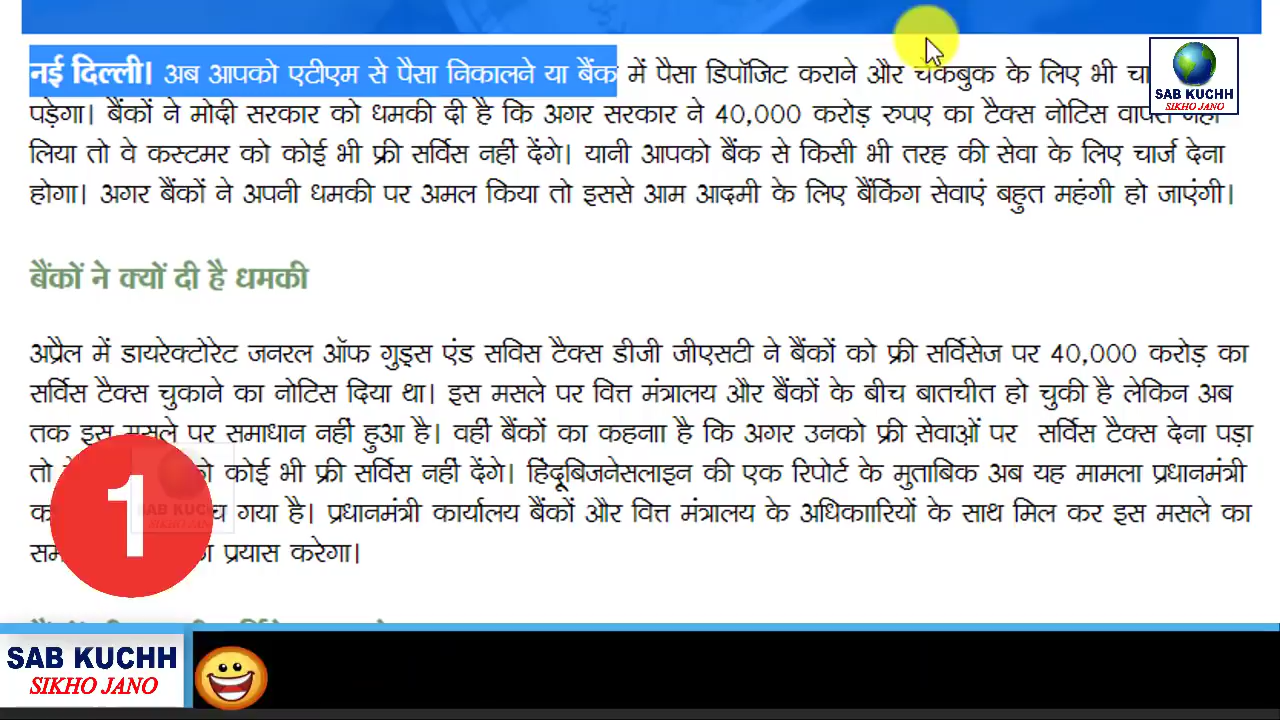 नई दिल्ली। अब आपको एटीएम से पैसा निकालने या बैंक में पैसा डिपॉजिट कराने और चेकबुक के लिए भी
पड़ेगा। बैंकों ने मोदी सरकार को धमकी दी है कि अगर सरकार ने 40,000 करोड़ रुपए का टैक्स नोटिस वापस नहीं
लिया तो वे कस्टमर को कोई भी फ्री सर्विस नहीं देंगे। यानी आपको बैंक से किसी भी तरह की सेवा के लिए चार्ज देना
होगा। अगर बैंकों ने अपनी धमकी पर अमल किया तो इससे आम आदमी के लिए बैंकिंग सेवाएं बहुत महंगी हो जाएंगी।
बैंकों ने क्यों दी है धमकी
अप्रैल में डायरेक्टोरेट जनरल ऑफ गुड्स एंड सविस टैक्स डीजी जीएसटी ने बैंकों को फ्री सर्विसेज पर 40,000 करोड़ का
सर्विस टैक्स चुकाने का नोटिस दिया था। इस मसले पर वित्त मंत्रालय और बैंकों के बीच बातचीत हो चुकी है लेकिन अब
तक इस मसले पर समाधान नहीं हुआ है। वहीं बैंकों का कहनाा है कि अगर उनको फ्री सेवाओं पर सर्विस टैक्स देना पड़ा
तो को कोई भी फ्री सर्विस नहीं देंगे। हिंदूबिजनेसलाइन की एक रिपोर्ट के मुताबिक अब यह मामला प्रधानमंत्री
गया है। प्रधानमंत्री कार्यालय बैंकों और वित्त मंत्रालय के अधिकाारियों के साथ मिल कर इस मसले का
प्रयास करेगा।
1
SAB KUCHH
SIKHO JANO
SAB KUCHH
SIKHO JANO